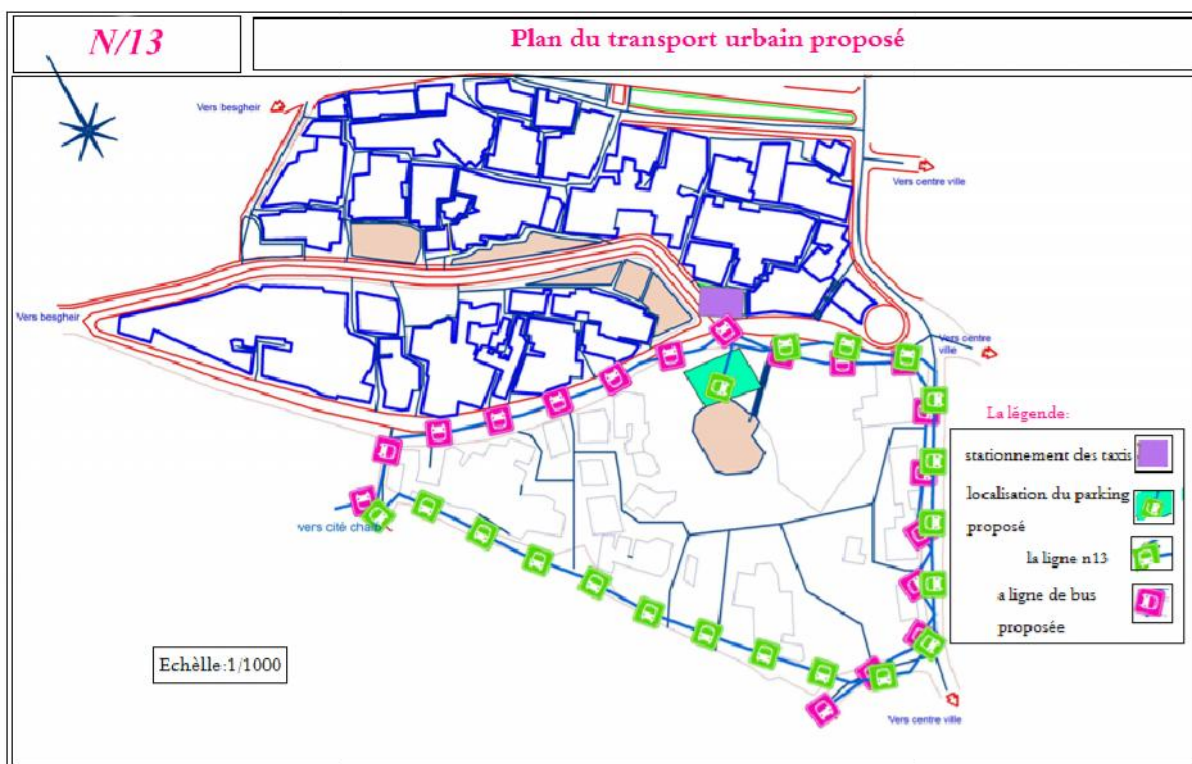 N/13
Plan du transport urbain proposé
Vers besgheir
Vers centre ville
Vers besgheir
Vers centre
ville
La légende:
stationnement des taxis
localisation du parking
proposé
vers cité
la ligne n13
a ligne de bus
proposée
Echèlle:1/1000
Vers centre ville